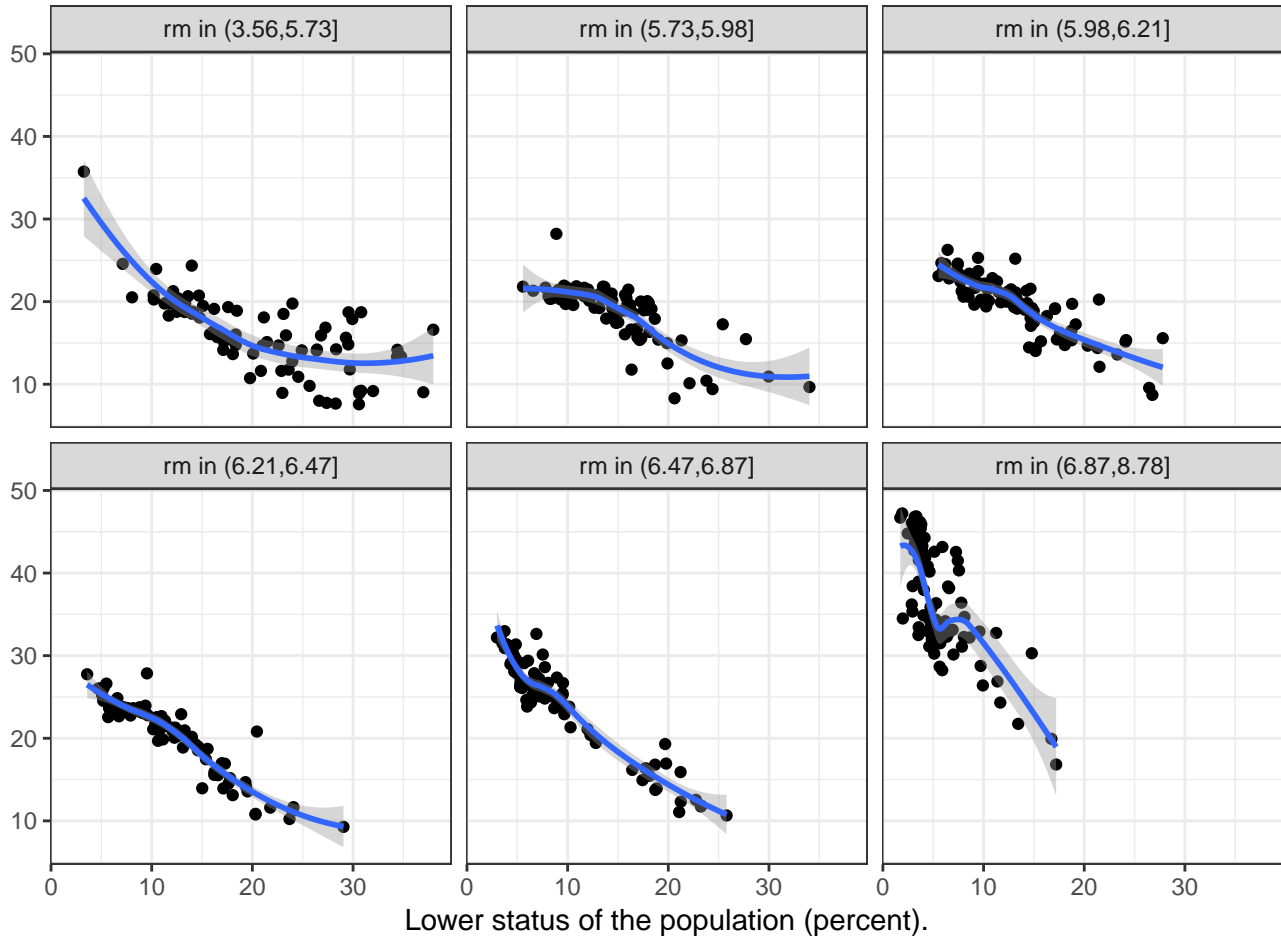 rm in (3.56,5.73] rm in (5.73,5.98] rm in (5.98,6.21]
50
40
30
20
10
rm in (6.21,6.47] rm in (6.47,6.87] rm in (6.87,8.78]
50
40
30
20
10
0 10 20 30 0 10 20 30 0 10 20 30
Lower status of the population (percent).